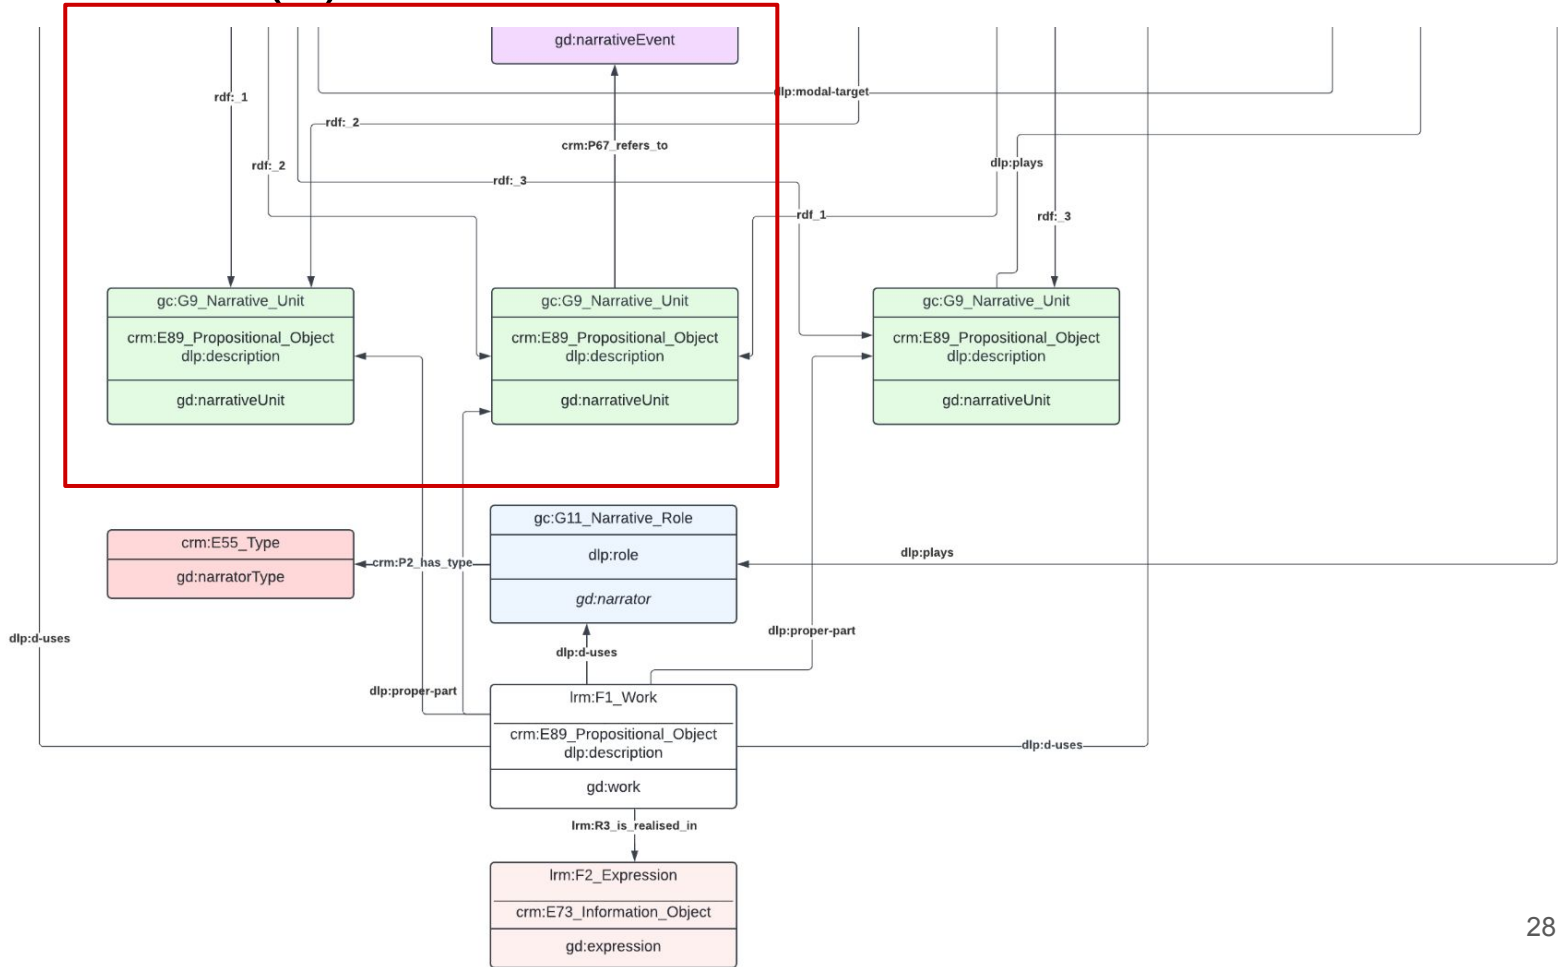 gd:narrativeEvent
rdf:_1
dlp:modal-target
rdf:_2
crm:P67_refers_to
rdf:_2
dlp:plays
rdf:_3
rdf_1
rdf:_3
gc:G9_Narrative_Unit
crm:E89_Propositional_Object
dlp:description
gd:narrativeUnit
gc:G9_Narrative_Unit
crm:E89_Propositional_Object
dlp:description
gd:narrativeUnit
gc:G9_Narrative_Unit
crm:E89_Propositional_Object
dlp:description
gd:narrativeUnit
gc:G11_Narrative_Role
dlp:role
gd:narrator
crm:E55_Type
gd:narratorType
crm:P2_has_type
dlp:plays
dlp:d-uses
dlp:proper-part
dlp:d-uses
dlp:proper-part
lrm:F1_Work
crm:E89_Propositional_Object
dlp:description
gd:work
dlp:d-uses
lrm:R3_is_realised_in
lrm:F2_Expression
crm:E73_Information_Object
gd:expression
28